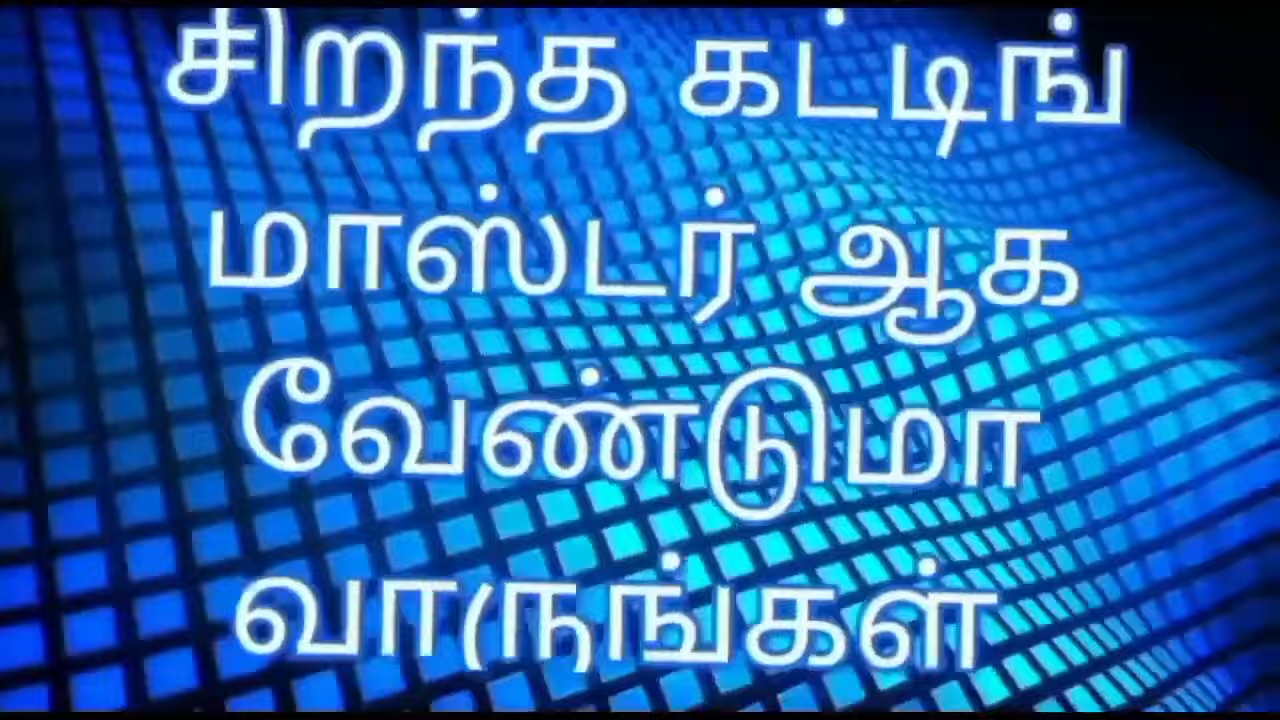 சிறந்த கட்டிங்
மாஸ்டர் ஆக
வேண்டுமா
வாருங்கள்